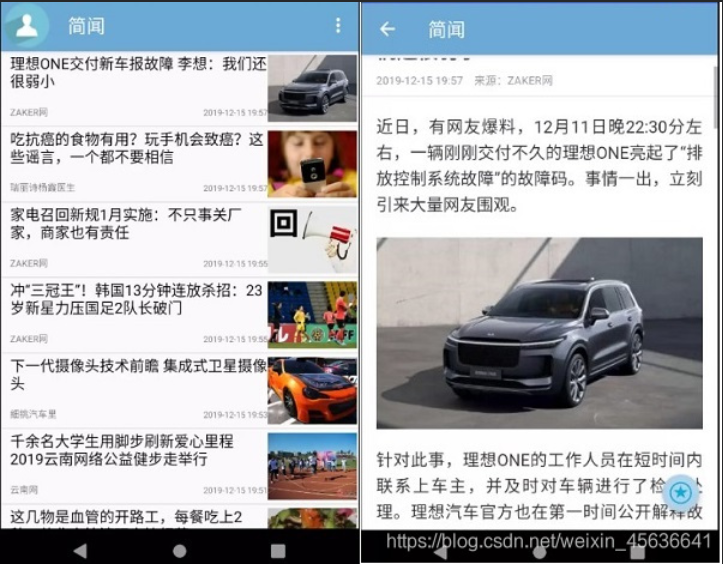 简闻
理想ONE交付新车报故障 李想：我们还
很弱小
ZAKER网
2019-12-15 19:57
吃抗癌的食物有用？玩手机会致癌？这
些谣言，一个都不要相信
瑞丽诗杨鑫医生
2019-12-15 19:57
家电召回新规1月实施：不只事关厂
家，商家也有责任
ZAKER网
2019-12-15 19:55
冲“三冠王”！韩国13分钟连放杀招：23
岁新星力压国足2队长破门
ZAKER网
2019-12-15 19:55
下一代摄像头技术前瞻 集成式卫星摄像
头
2019-12-15 19:53
千余名大学生用脚步刷新爱心里程
2019云南网络公益健步走举行
云南网
2019-12-15 19:51
这几物是血管的开路工，每餐吃上2
简闻
2019-12-15 19:57 来源：ZAKER网
近日，有网友爆料，12月11日晚22:30分左
右，一辆刚刚交付不久的理想ONE亮起了“排
放控制系统故障”的故障码。事情一出，立刻
引来大量网友围观。
针对此事，理想ONE的工作人员在短时间内
联系上车主，并及时对车辆进行了检 处
理。理想汽车官方也在第一时间公开解释故
https://blog.csdn.net/weixin_45636641